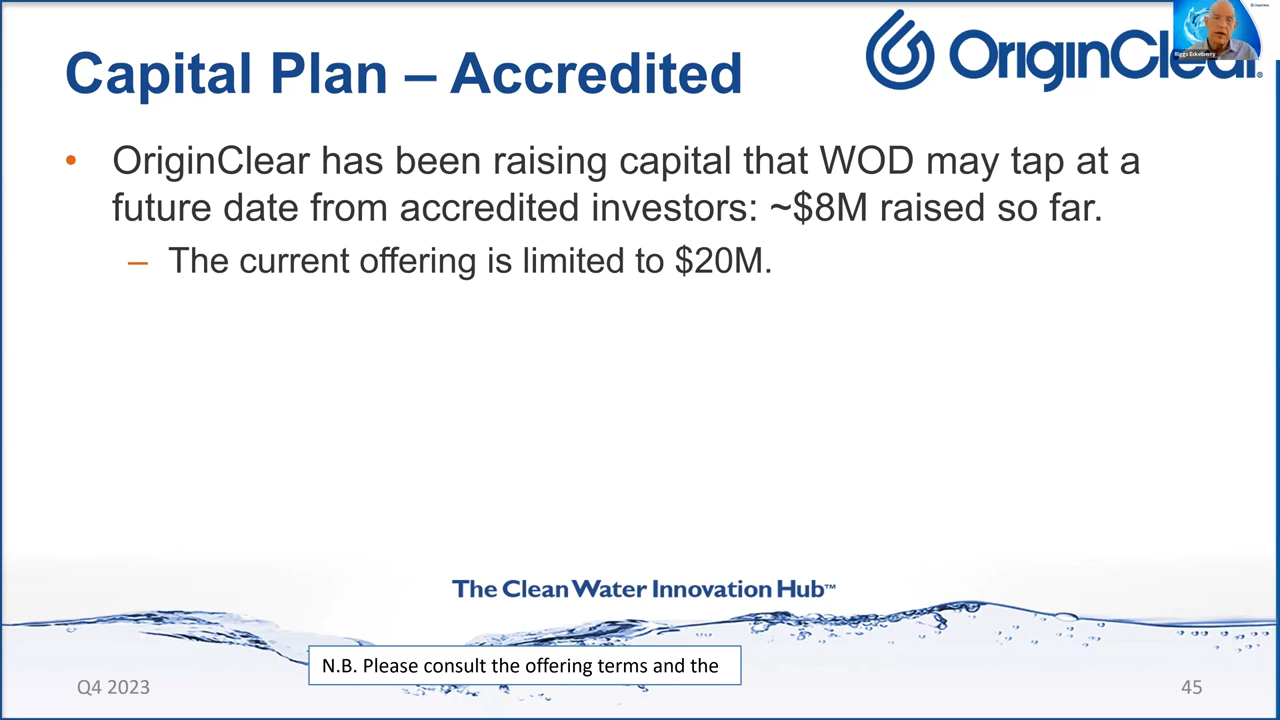 Capital Plan – Accredited
OriginClear®
Riggs Eckelberry
• OriginClear has been raising capital that WOD may tap at a
future date from accredited investors: ~$8M raised so far.
– The current offering is limited to $20M.
The Clean Water Innovation Hub™
N.B. Please consult the offering terms and the
Q4 2023
45